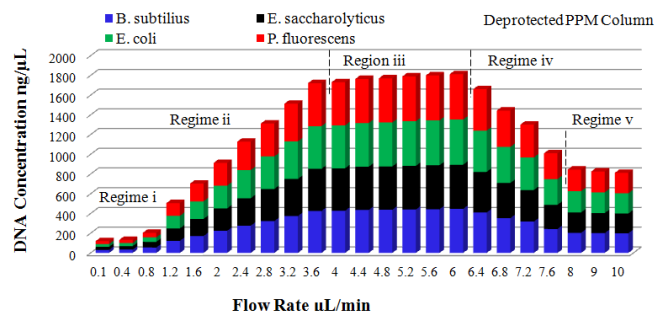 B. subtilius
E. saccharolyticus
Deprotected PPM Column
E. coli
P. fluorescens
DNA Concentration ng/µL
2000
1800
1600
1400
1200
1000
800
600
400
200
0
Regime i
Regime ii
Region iii
Regime iv
Regime v
0.1 0.4 0.8 1.2 1.6 2 2.4 2.8 3.2 3.6 4 4.4 4.8 5.2 5.6 6 6.4 6.8 7.2 7.6 8 9 10
Flow Rate uL/min